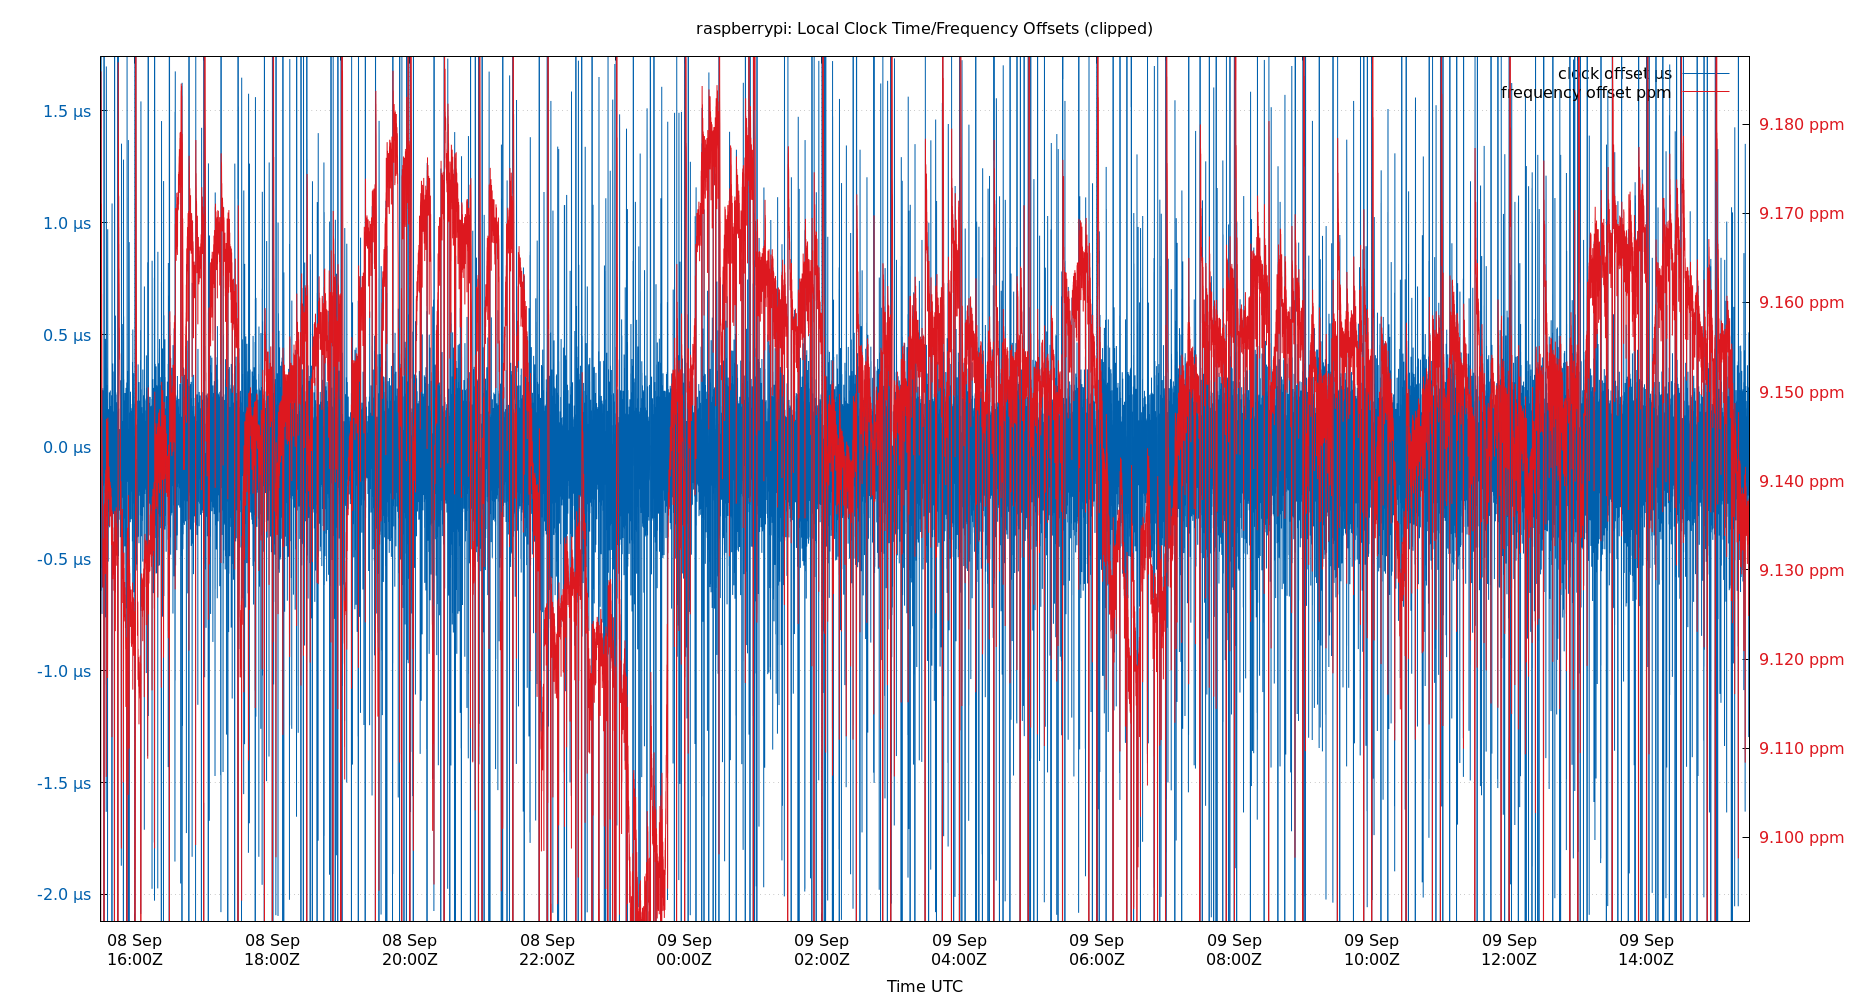 raspberrypi: Local Clock Time/Frequency Offsets (clipped)
clock offset µs
frequency offset ppm
1.5 µs
1.0 µs
0.5 µs
0.0 µs
-0.5 µs
-1.0 µs
-1.5 µs
-2.0 µs
9.180 ppm
9.170 ppm
9.160 ppm
9.150 ppm
9.140 ppm
9.130 ppm
9.120 ppm
9.110 ppm
9.100 ppm
08 Sep 08 Sep 08 Sep 08 Sep 09 Sep 09 Sep 09 Sep 09 Sep 09 Sep 09 Sep 09 Sep 09 Sep
16:00Z 18:00Z 20:00Z 22:00Z 00:00Z 02:00Z 04:00Z 06:00Z 08:00Z 10:00Z 12:00Z 14:00Z
Time UTC